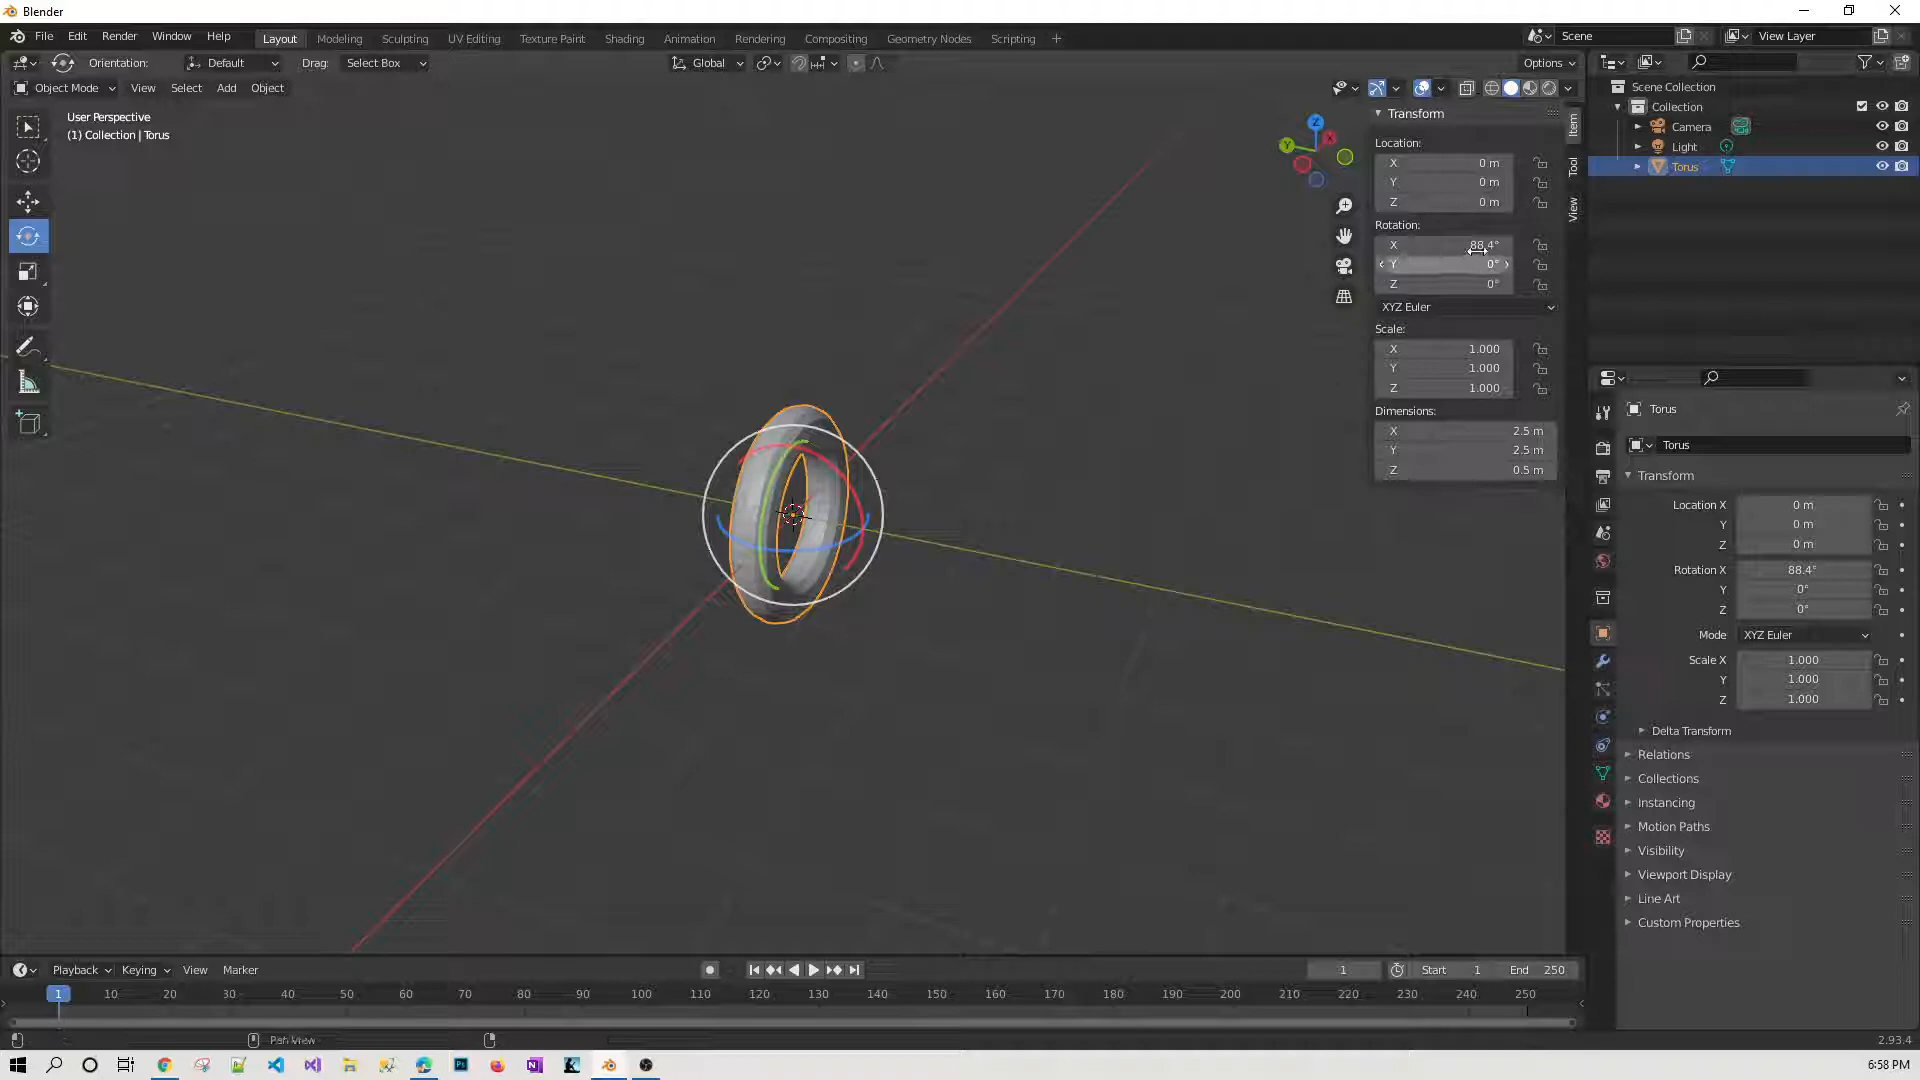 Blender
File Edit Render Window Help
Layout Modeling Sculpting UV Editing Texture Paint Shading Animation Rendering Compositing Geometry Nodes Scripting +
Scene
View Layer
Orientation: Default Drag: Select Box
Global
Options
Object Mode View Select Add Object
User Perspective
(1) Collection | Torus
Z
X
Y
Transform
Location:
X 0 m
Y 0 m
Z 0 m
Rotation:
X 88.4°
Y 0°
Z 0°
XYZ Euler
Scale:
X 1.000
Y 1.000
Z 1.000
Dimensions:
X 2.5 m
Y 2.5 m
Z 0.5 m
Item
Tool
View
Scene Collection
Collection
Camera
Light
Torus
Torus
Torus
Transform
Location X 0 m
Y 0 m
Z 0 m
Rotation X 88.4°
Y 0°
Z 0°
Mode XYZ Euler
Scale X 1.000
Y 1.000
Z 1.000
Delta Transform
Relations
Collections
Instancing
Motion Paths
Visibility
Viewport Display
Line Art
Custom Properties
Playback Keying View Marker
1 Start 1 End 250
1 10 20 30 40 50 60 70 80 90 100 110 120 130 140 150 160 170 180 190 200 210 220 230 240 250
Pan View
2.93.4
6:58 PM